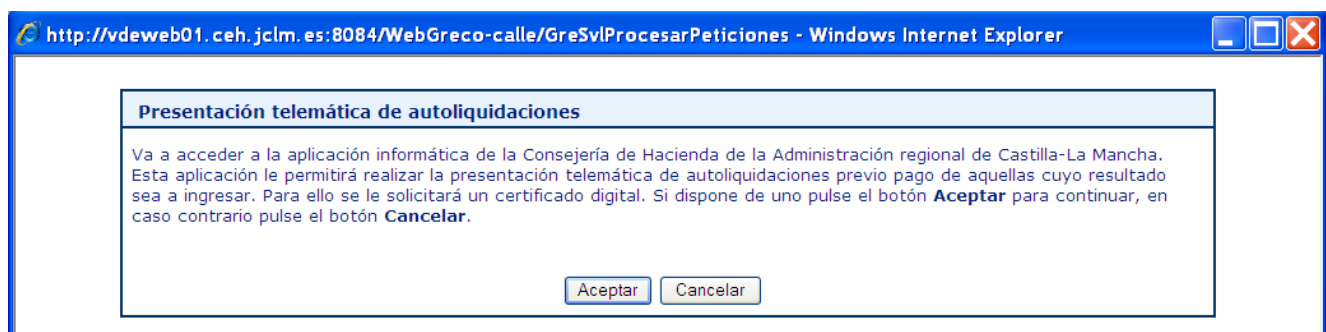 http://vdeweb01.ceh.jclm.es:8084/WebGreco-calle/GreSvlProcesarPeticiones - Windows Internet Explorer
Presentación telemática de autoliquidaciones
Va a acceder a la aplicación informática de la Consejería de Hacienda de la Administración regional de Castilla-La Mancha.
Esta aplicación le permitirá realizar la presentación telemática de autoliquidaciones previo pago de aquellas cuyo resultado
sea a ingresar. Para ello se le solicitará un certificado digital. Si dispone de uno pulse el botón Aceptar para continuar, en
caso contrario pulse el botón Cancelar.
Aceptar Cancelar